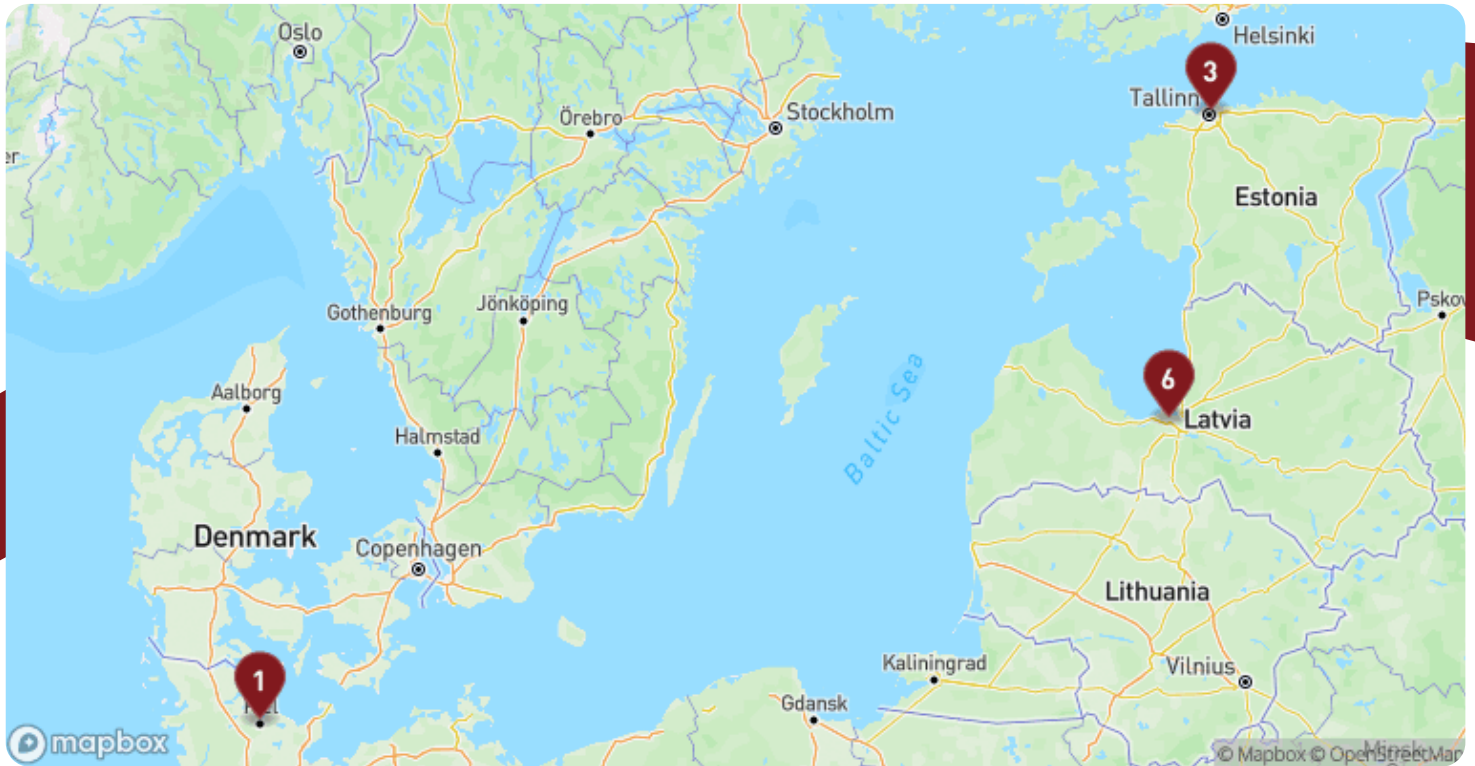 Oslo
Helsinki
3
Tallinn
Örebro
Stockholm
Estonia
Gothenburg
Jönköping
Aalborg
6
Latvia
Halmstad
Baltic Sea
Denmark
Copenhagen
Lithuania
Kaliningrad
Vilnius
1
Gdansk
mapbox
© Mapbox © OpenStreetMap